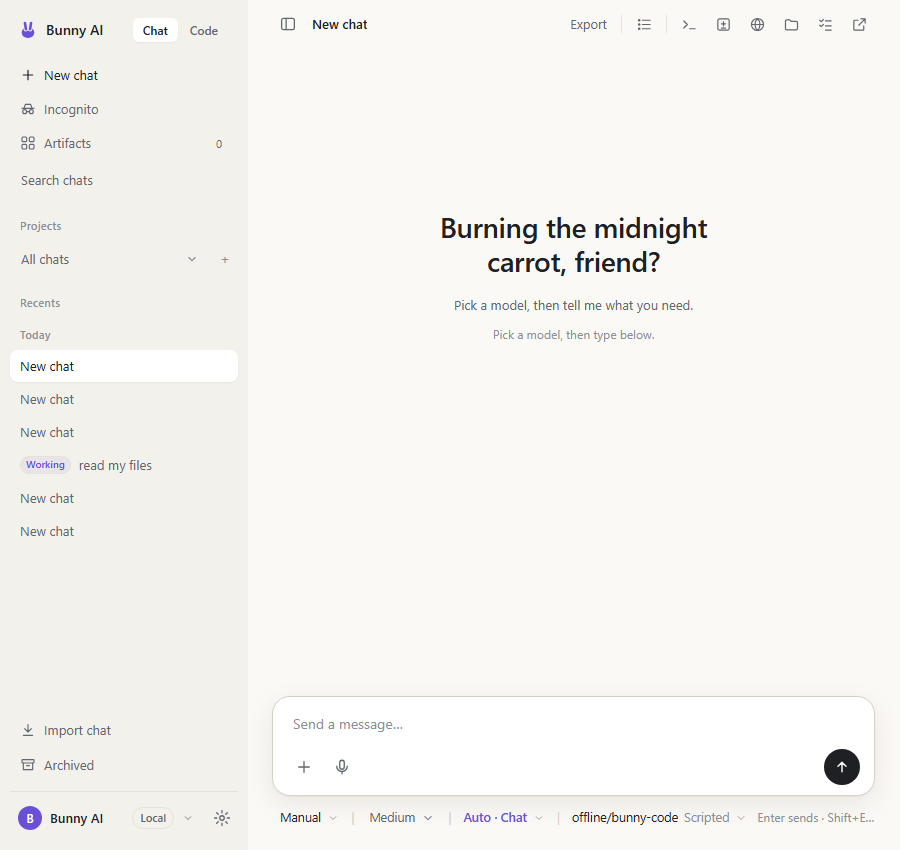 Bunny AI
Chat
Code
New chat
Incognito
Artifacts
0
Search chats
Projects
All chats
+
Recents
Today
New chat
New chat
New chat
Working read my files
New chat
New chat
Import chat
Archived
B Bunny AI
Local
New chat
Export
Burning the midnight
carrot, friend?
Pick a model, then tell me what you need.
Pick a model, then type below.
Send a message...
Manual | Medium | Auto · Chat | offline/bunny-code Scripted Enter sends · Shift+E...